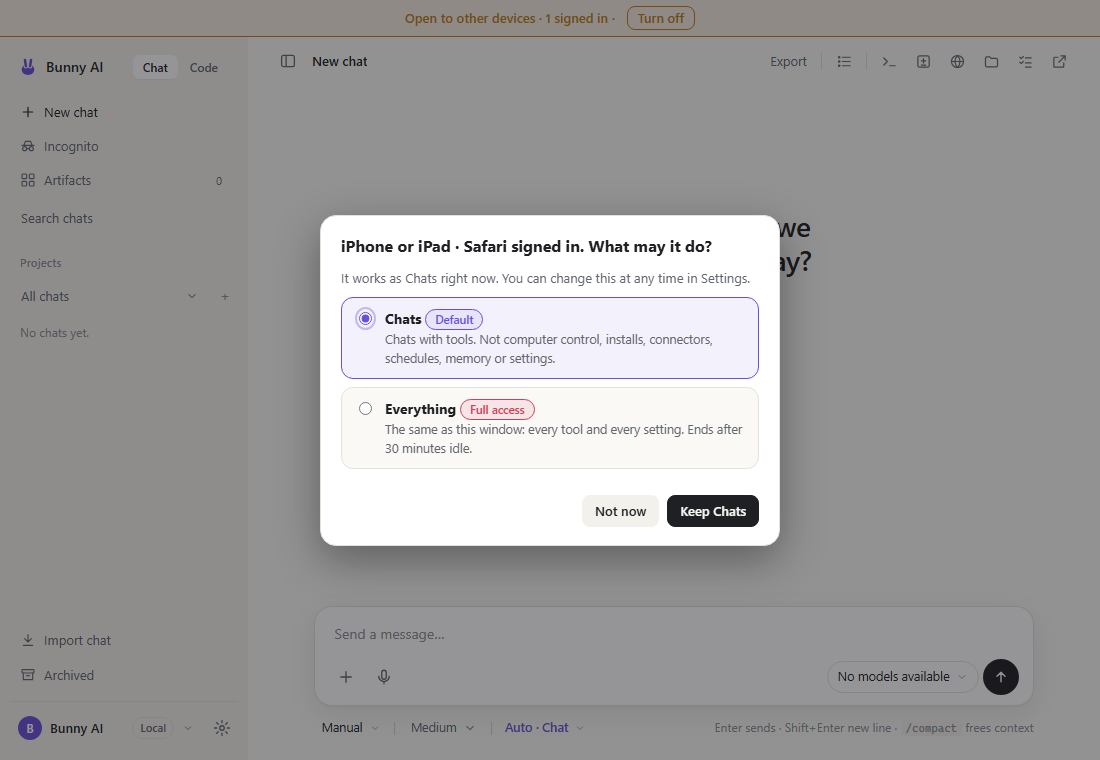 Open to other devices · 1 signed in · Turn off
Bunny AI Chat Code
New chat
Incognito
Artifacts 0
Search chats
Projects
All chats
No chats yet.
Import chat
Archived
B Bunny AI Local
New chat
Export
we
ay?
iPhone or iPad · Safari signed in. What may it do?
It works as Chats right now. You can change this at any time in Settings.
Chats Default
Chats with tools. Not computer control, installs, connectors,
schedules, memory or settings.
Everything Full access
The same as this window: every tool and every setting. Ends after
30 minutes idle.
Not now Keep Chats
Send a message...
No models available
Manual Medium Auto · Chat Enter sends · Shift+Enter new line · /compact frees context